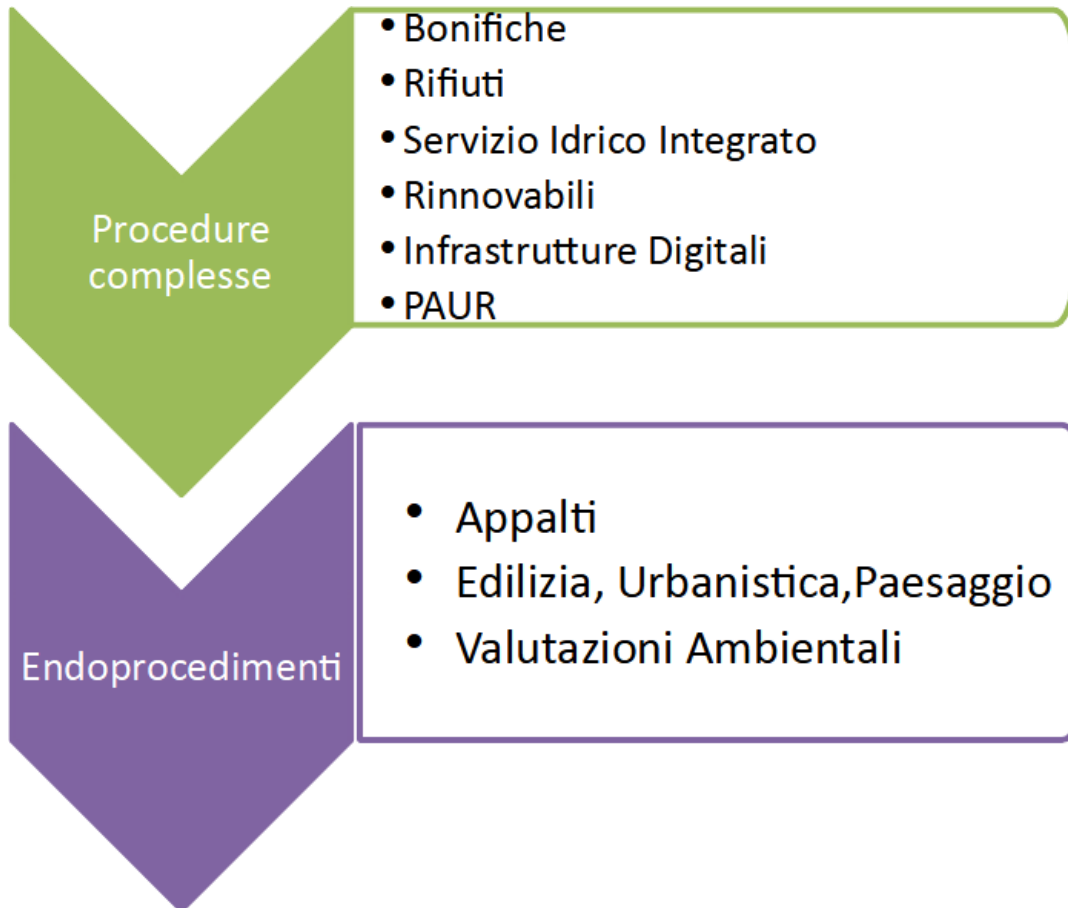 Procedure
complesse
• Bonifiche
• Rifiuti
• Servizio Idrico Integrato
• Rinnovabili
• Infrastrutture Digitali
• PAUR
Endoprocedimenti
• Appalti
• Edilizia, Urbanistica,Paesaggio
• Valutazioni Ambientali